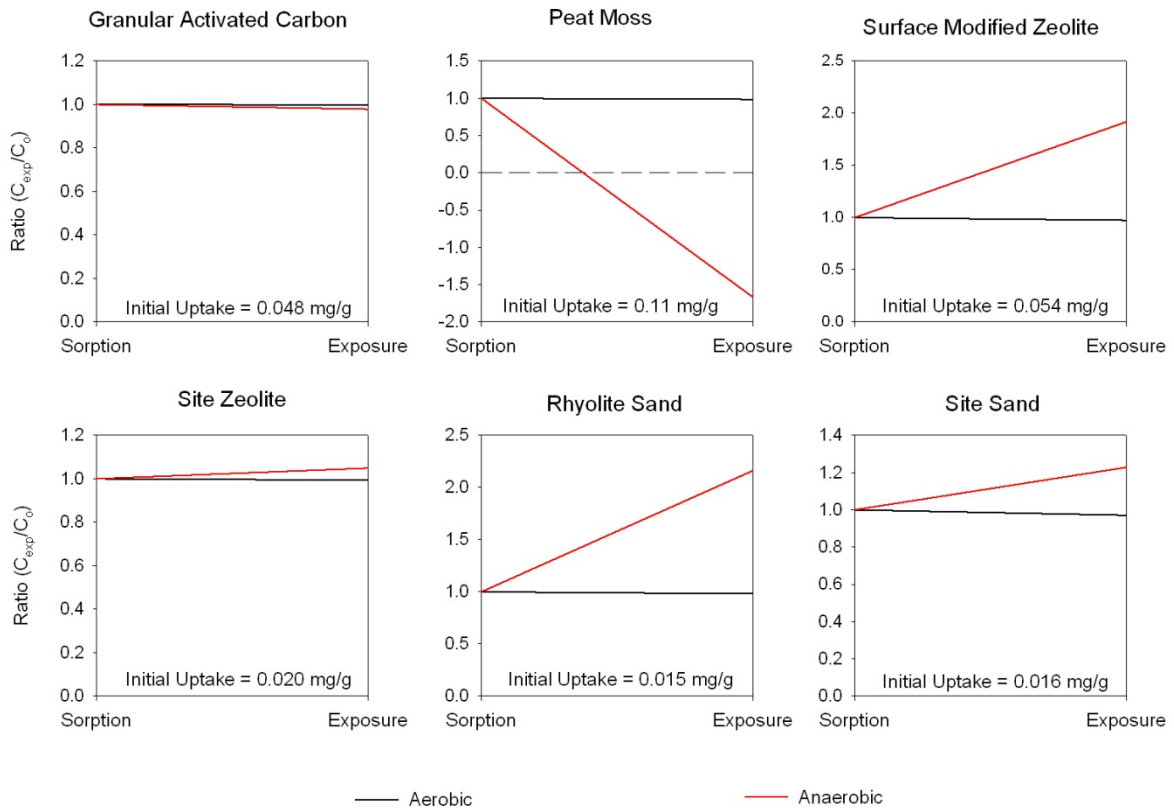 Granular Activated Carbon
Peat Moss
Surface Modified Zeolite
Ratio (Cexp/Co)
1.2
1.0
0.8
0.6
0.4
0.2
0.0
Initial Uptake = 0.048 mg/g
Sorption
Exposure
1.5
1.0
0.5
0.0
-0.5
-1.0
-1.5
-2.0
Initial Uptake = 0.11 mg/g
Sorption
Exposure
2.5
2.0
1.5
1.0
0.5
0.0
Initial Uptake = 0.054 mg/g
Sorption
Exposure
Site Zeolite
Rhyolite Sand
Site Sand
Ratio (Cexp/Co)
1.2
1.0
0.8
0.6
0.4
0.2
0.0
Initial Uptake = 0.020 mg/g
Sorption
Exposure
2.5
2.0
1.5
1.0
0.5
0.0
Initial Uptake = 0.015 mg/g
Sorption
Exposure
1.4
1.2
1.0
0.8
0.6
0.4
0.2
0.0
Initial Uptake = 0.016 mg/g
Sorption
Exposure
Aerobic
Anaerobic